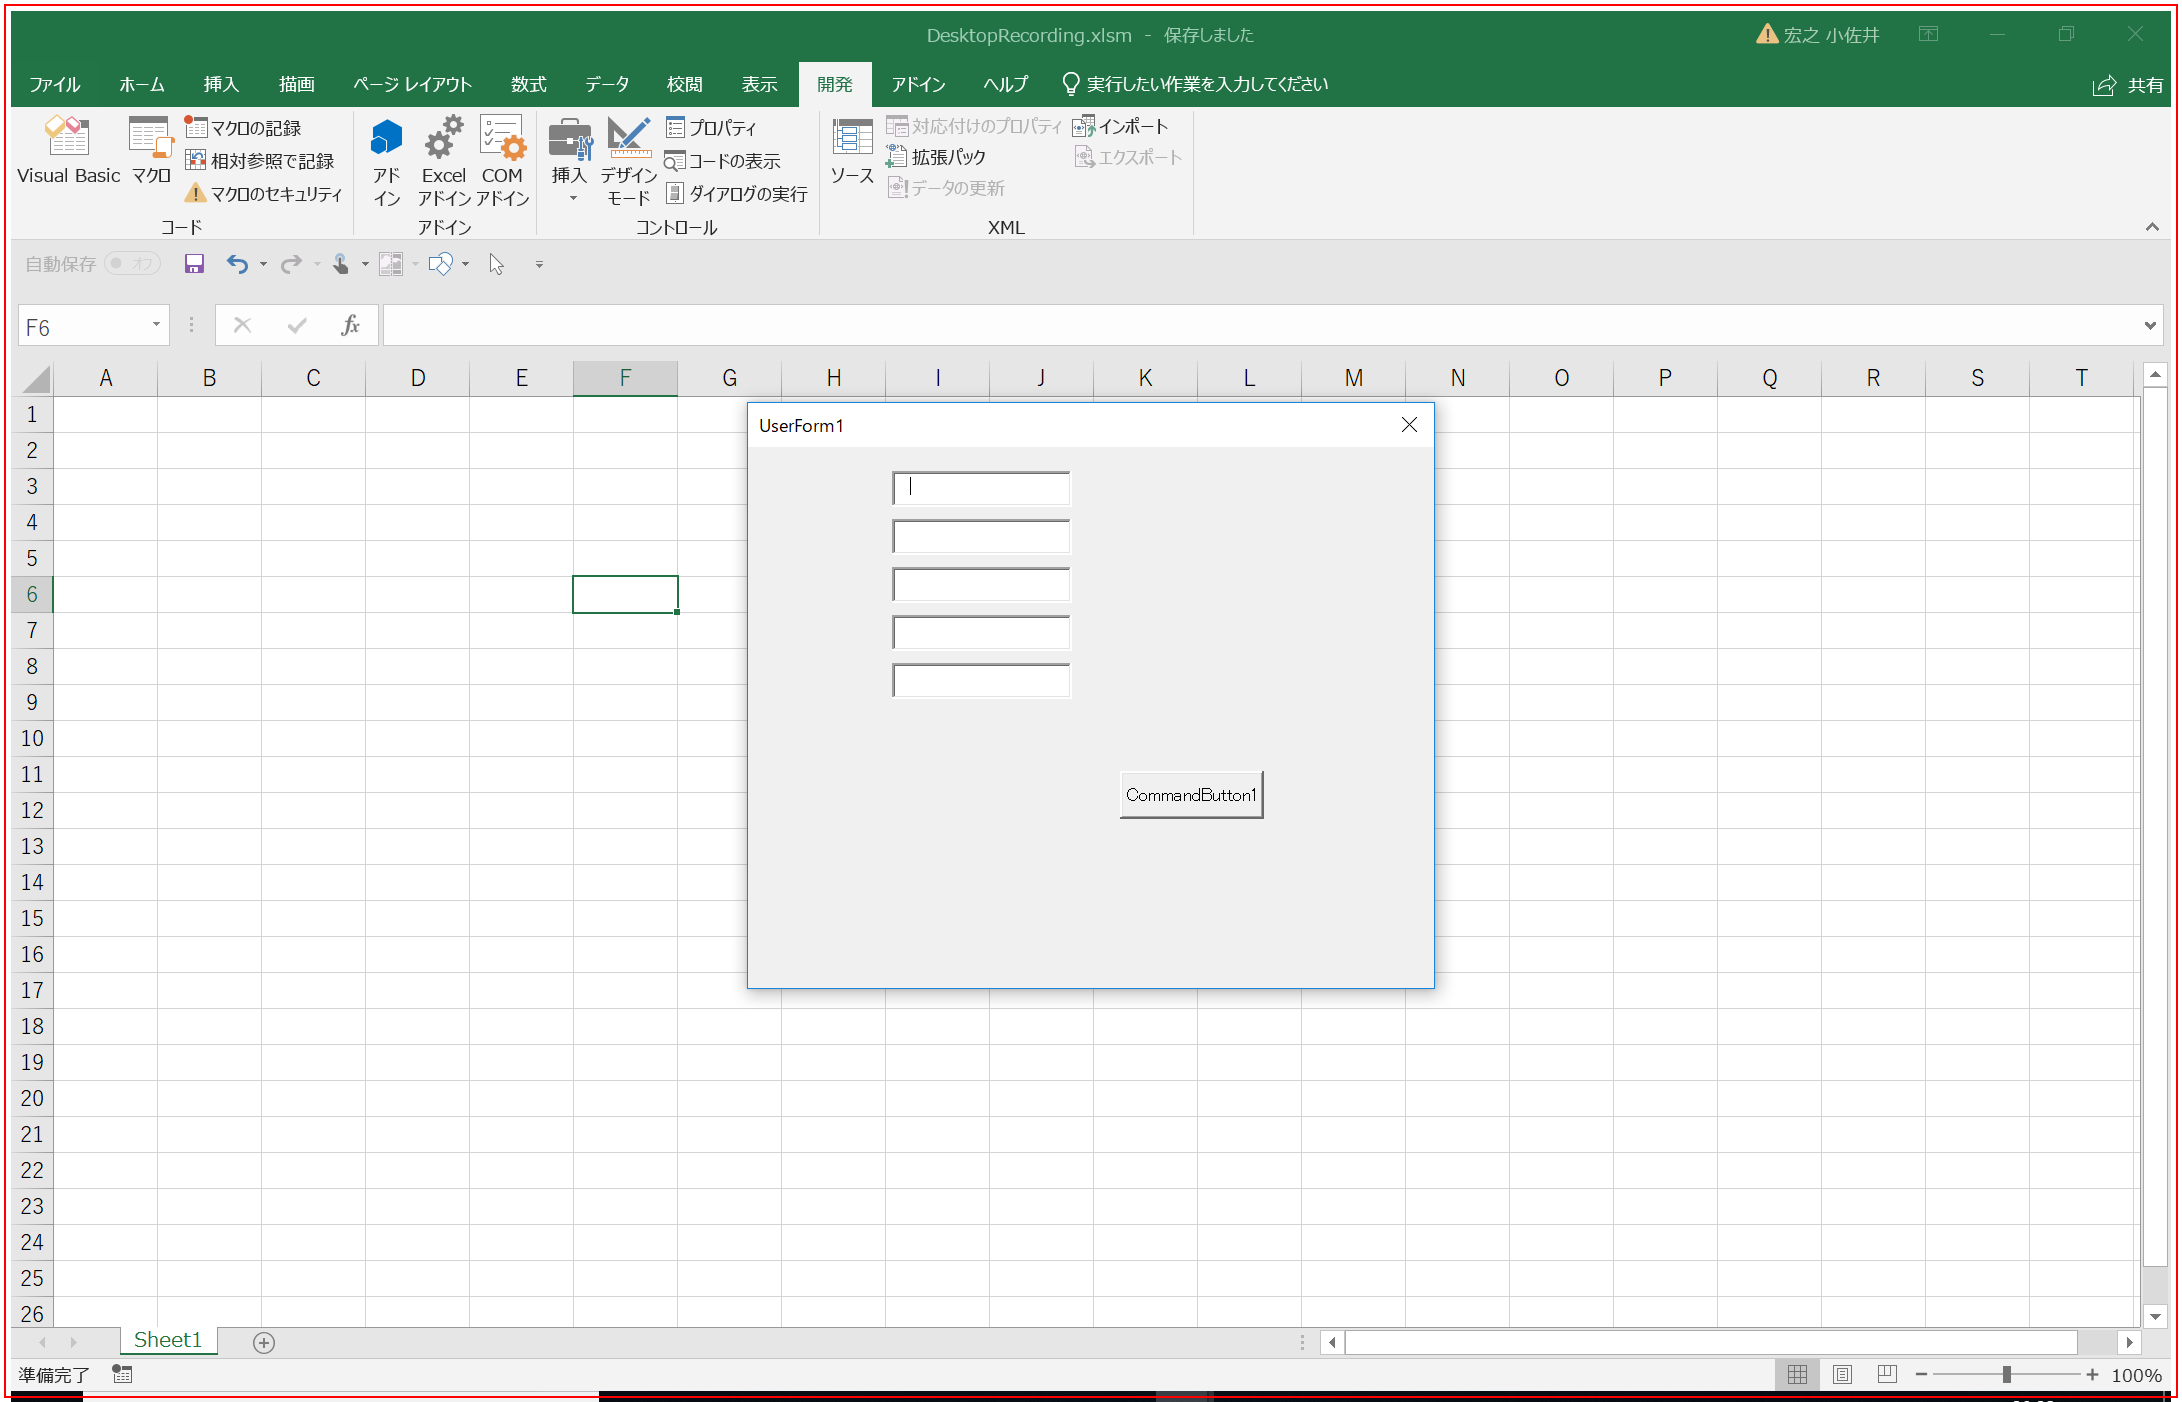 DesktopRecording.xlsm - 保存しました
宏之 小佐井
ファイル ホーム 挿入 描画 ページ レイアウト 数式 データ 校閲 表示 開発 アドイン ヘルプ 実行したい作業を入力してください 共有
Visual Basic
マクロ
マクロの記録
相対参照で記録
マクロのセキュリティ
コード
アド
イン
Excel
アドイン
COM
アドイン
アドイン
挿入
デザイン
モード
プロパティ
コードの表示
ダイアログの実行
コントロール
ソース
対応付けのプロパティ
拡張パック
データの更新
インポート
エクスポート
XML
自動保存 オフ
F6
fx
A B C D E F G H I J K L M N O P Q R S T
1
2
3
4
5
6
7
8
9
10
11
12
13
14
15
16
17
18
19
20
21
22
23
24
25
26
UserForm1
CommandButton1
Sheet1
準備完了
100%